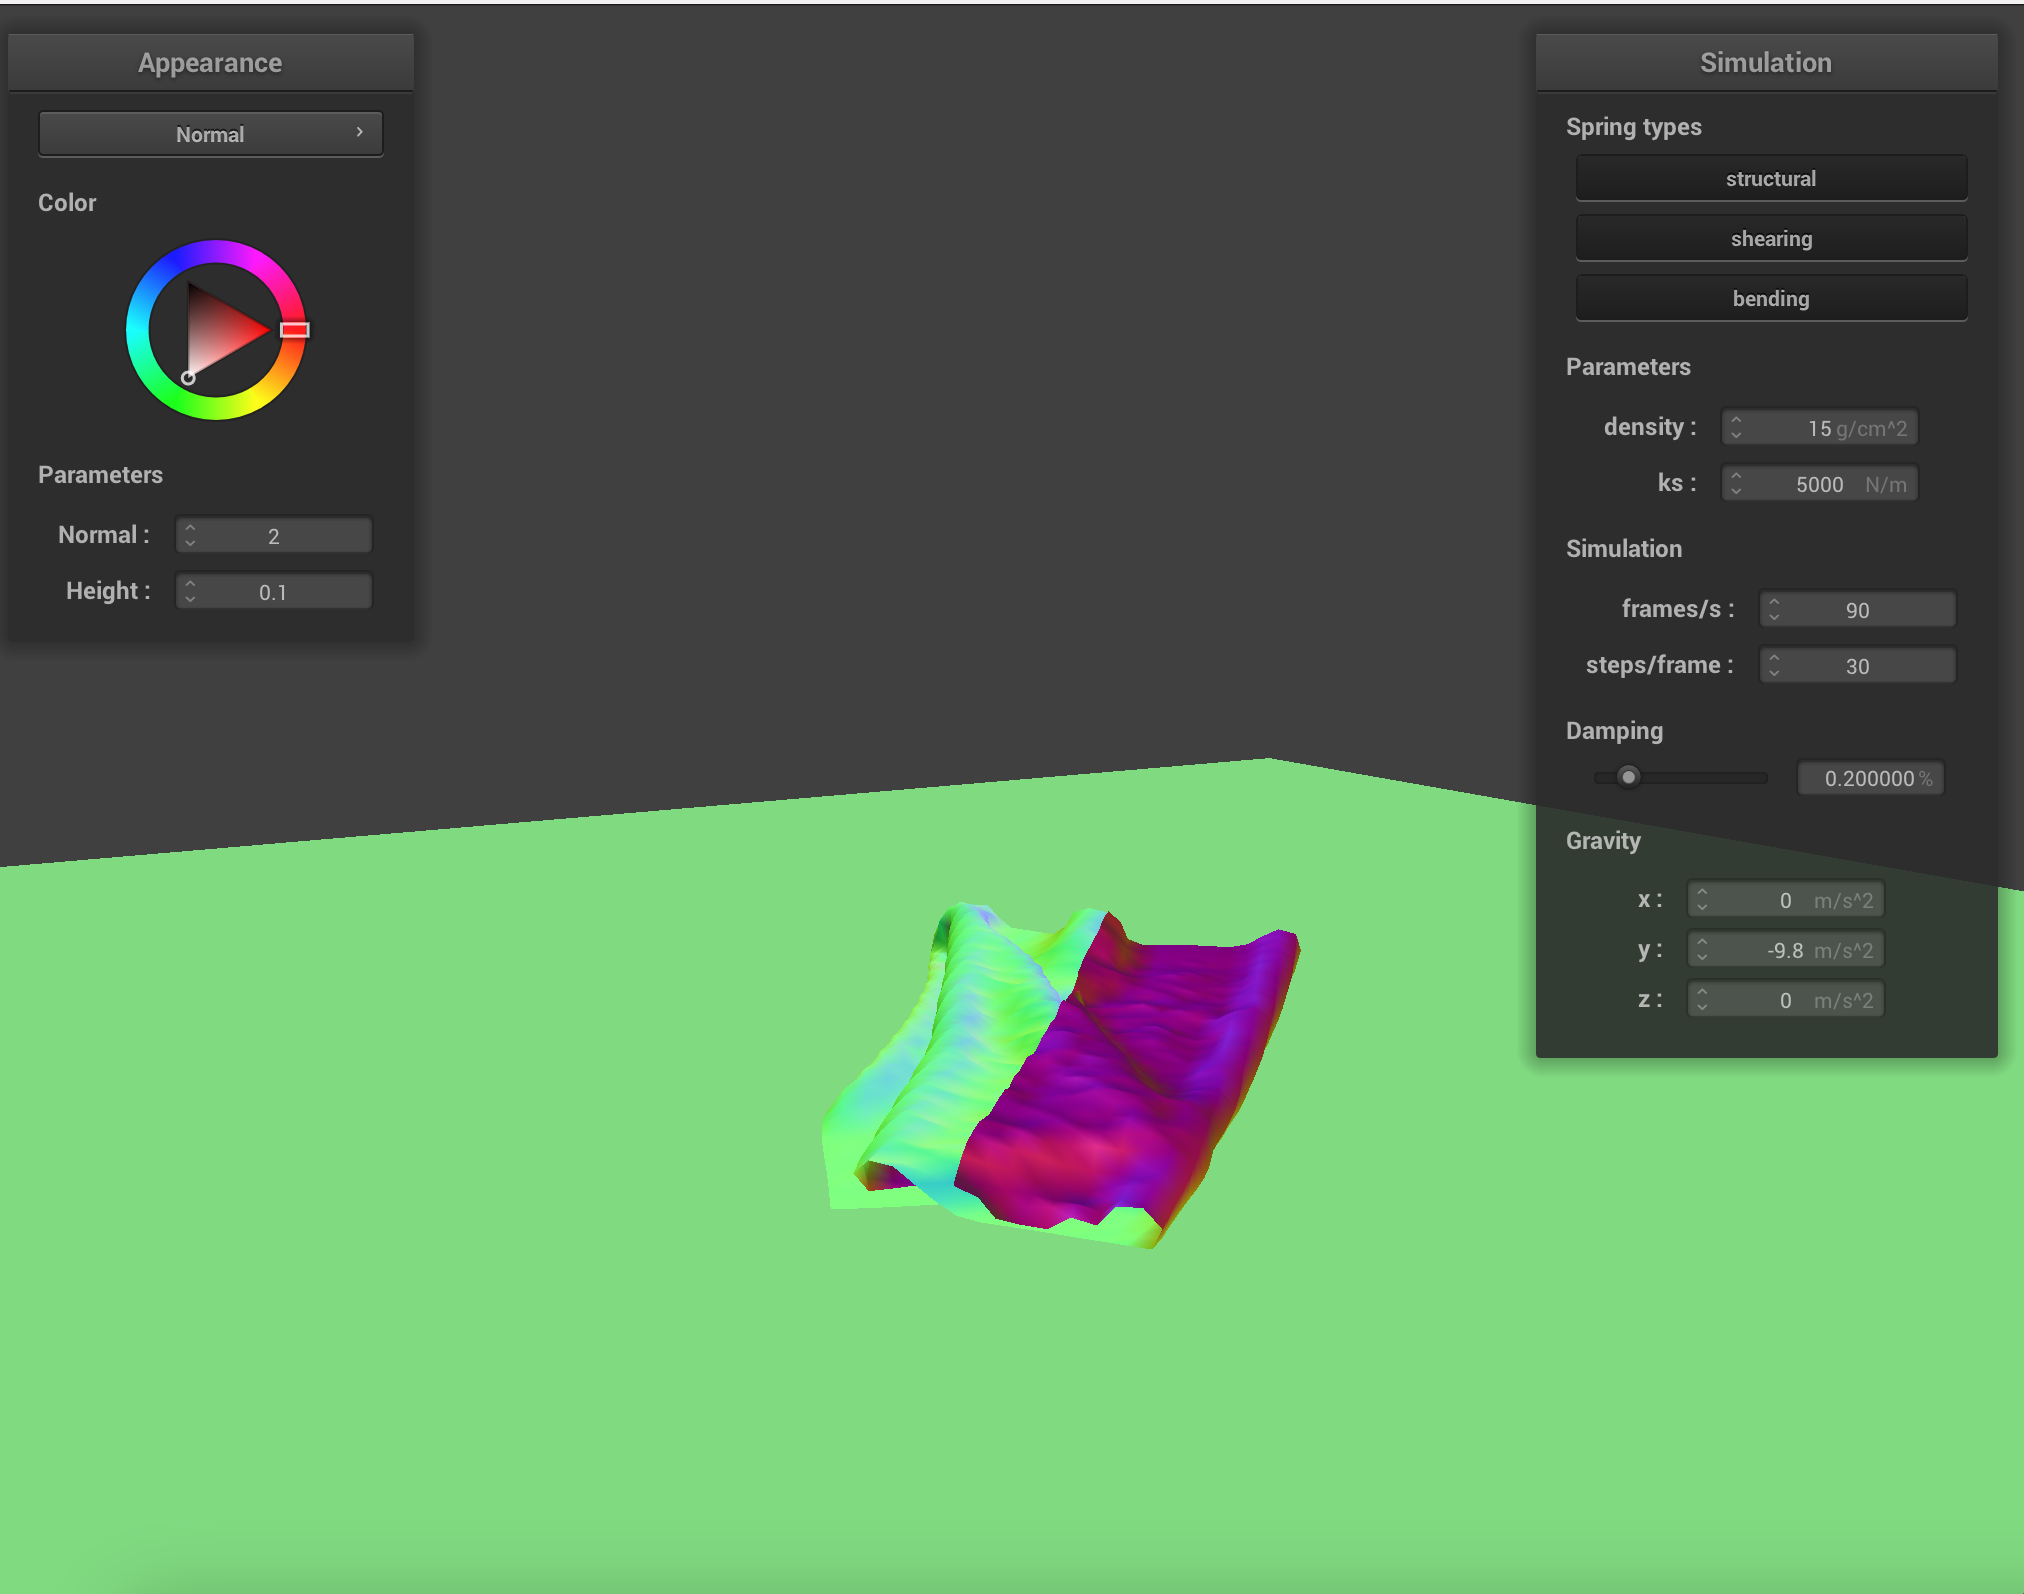 Appearance
Normal
Color
Parameters
Normal : 2
Height : 0.1
Simulation
Spring types
structural
shearing
bending
Parameters
density : 15 g/cm^2
ks : 5000 N/m
Simulation
frames/s : 90
steps/frame : 30
Damping
0.200000 %
Gravity
x : 0 m/s^2
y : -9.8 m/s^2
z : 0 m/s^2